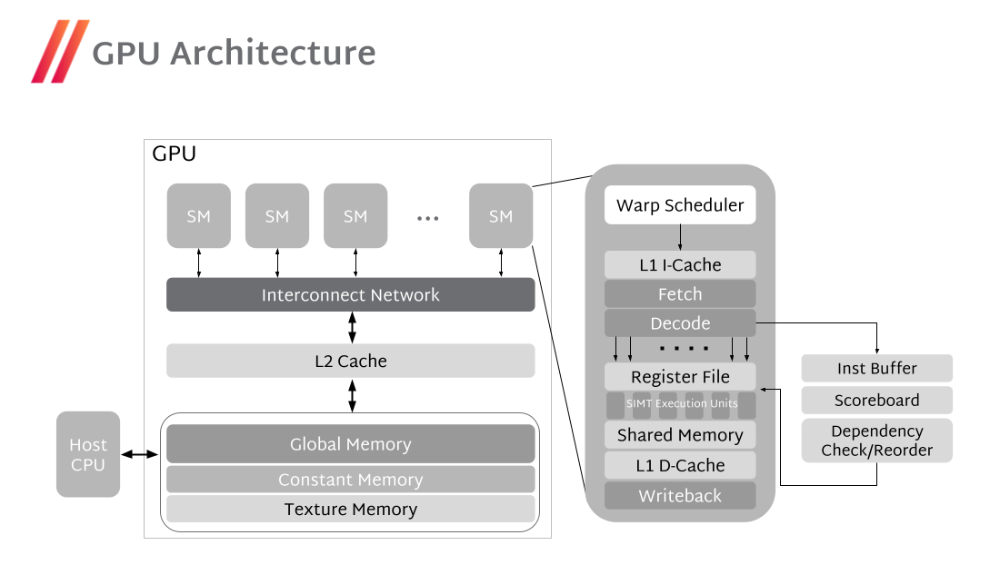 GPU Architecture
GPU
SM
SM
SM
...
SM
Interconnect Network
L2 Cache
Host
CPU
Global Memory
Constant Memory
Texture Memory
Warp Scheduler
L1 I-Cache
Fetch
Decode
. . . .
Register File
SIMT Execution Units
Shared Memory
L1 D-Cache
Writeback
Inst Buffer
Scoreboard
Dependency
Check/Reorder